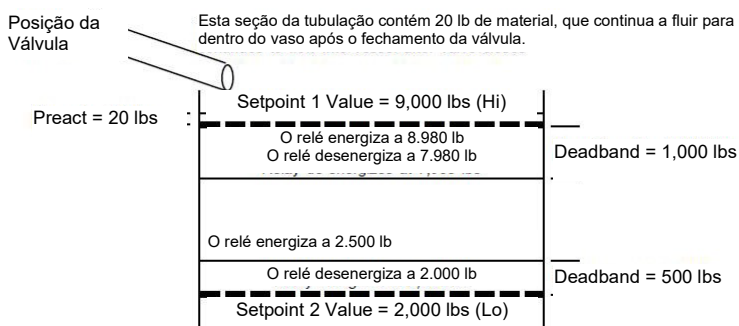 Posição da
Válvula
Esta seção da tubulação contém 20 lb de material, que continua a fluir para
dentro do vaso após o fechamento da válvula.
Preact = 20 lbs
Setpoint 1 Value = 9,000 lbs (Hi)
O relé energiza a 8.980 lb
O relé desenergiza a 7.980 lb
Deadband = 1,000 lbs
O relé energiza a 2.500 lb
O relé desenergiza a 2.000 lb
Deadband = 500 lbs
Setpoint 2 Value = 2,000 lbs (Lo)